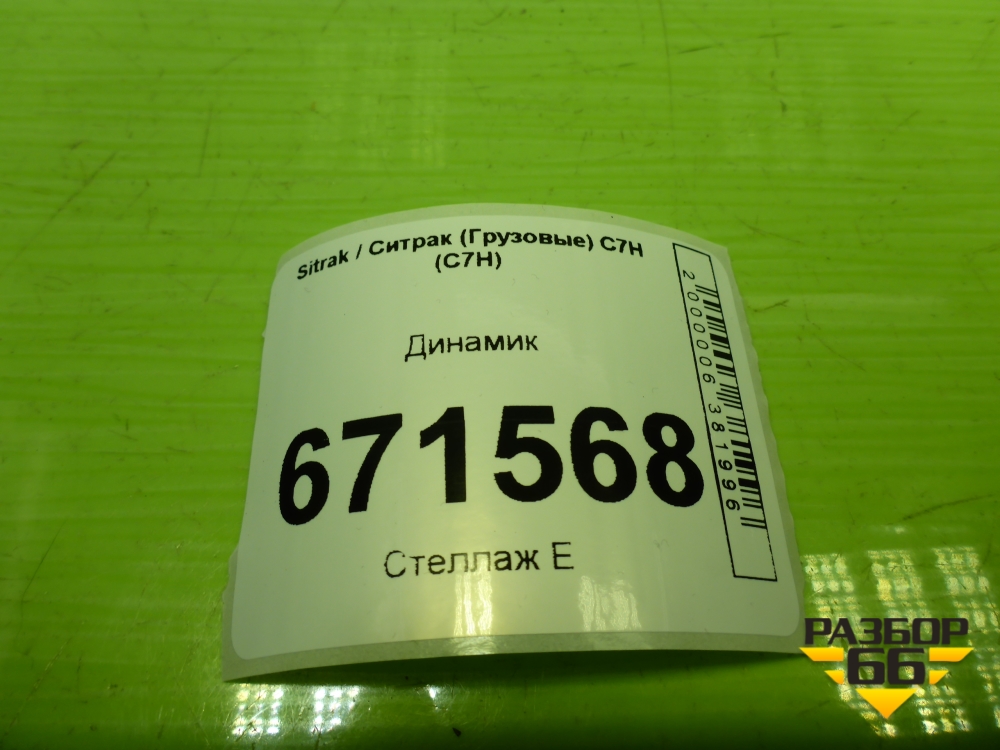 Sitrak / Ситрак (Грузовые) C7H
(C7H)
Динамик
671568
Стеллаж Е
2000006381996
РАЗБОР
66